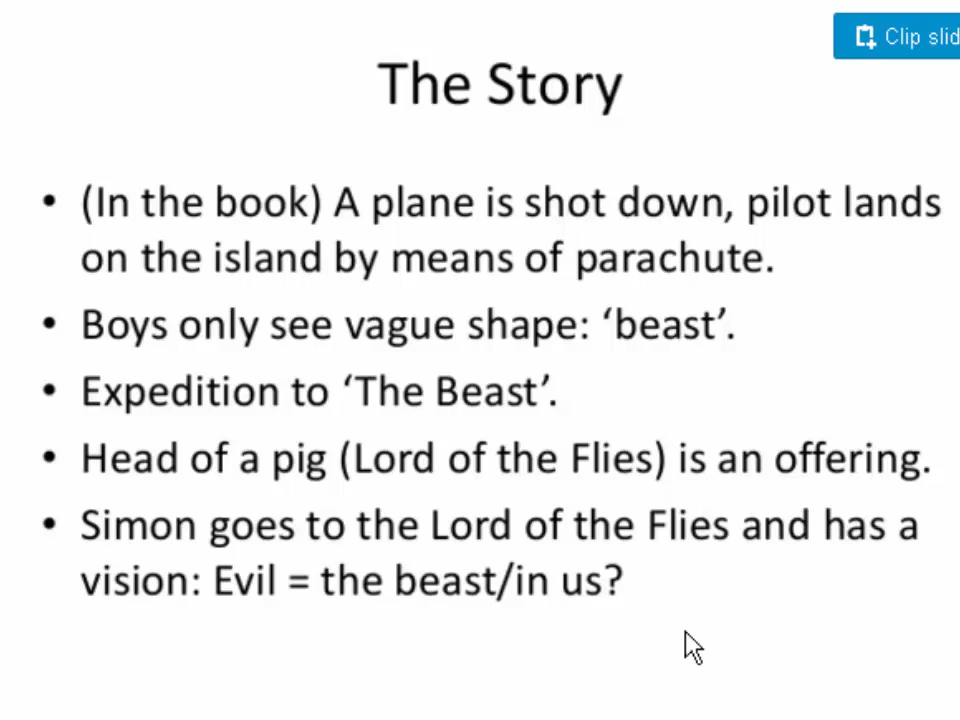 Clip slid
The Story
• (In the book) A plane is shot down, pilot lands
on the island by means of parachute.
• Boys only see vague shape: ‘beast’.
• Expedition to ‘The Beast’.
• Head of a pig (Lord of the Flies) is an offering.
• Simon goes to the Lord of the Flies and has a
vision: Evil = the beast/in us?